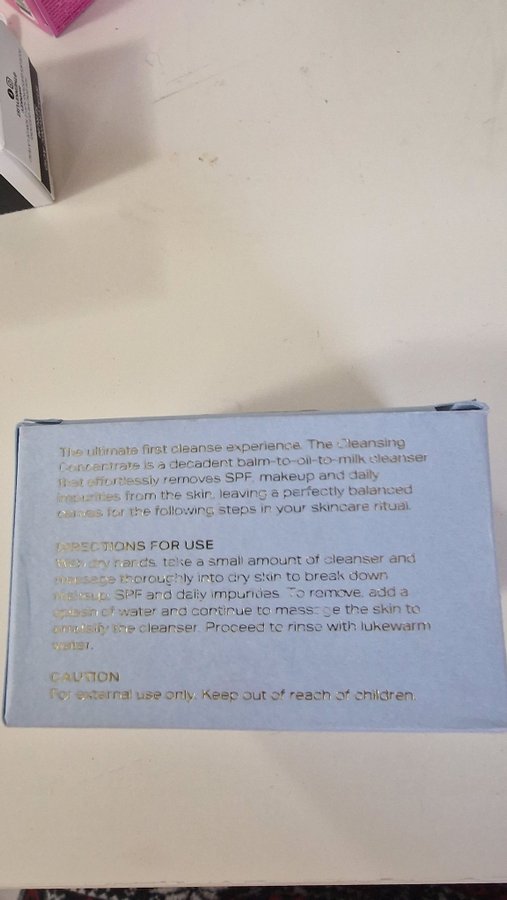 The ultimate first cleanse experience. The Cleansing
Concentrate is a decadent balm-to-oil-to-milk cleanser
that effortlessly removes SPF, makeup and daily
impurities from the skin, leaving a perfectly balanced
canvas for the following steps in your skincare ritual.
DIRECTIONS FOR USE
With dry hands, take a small amount of cleanser and
massage thoroughly into dry skin to break down
makeup, SPF and daily impurities. To remove, add a
splash of water and continue to massage the skin to
emulsify the cleanser. Proceed to rinse with lukewarm
water.
CAUTION
For external use only. Keep out of reach of children.